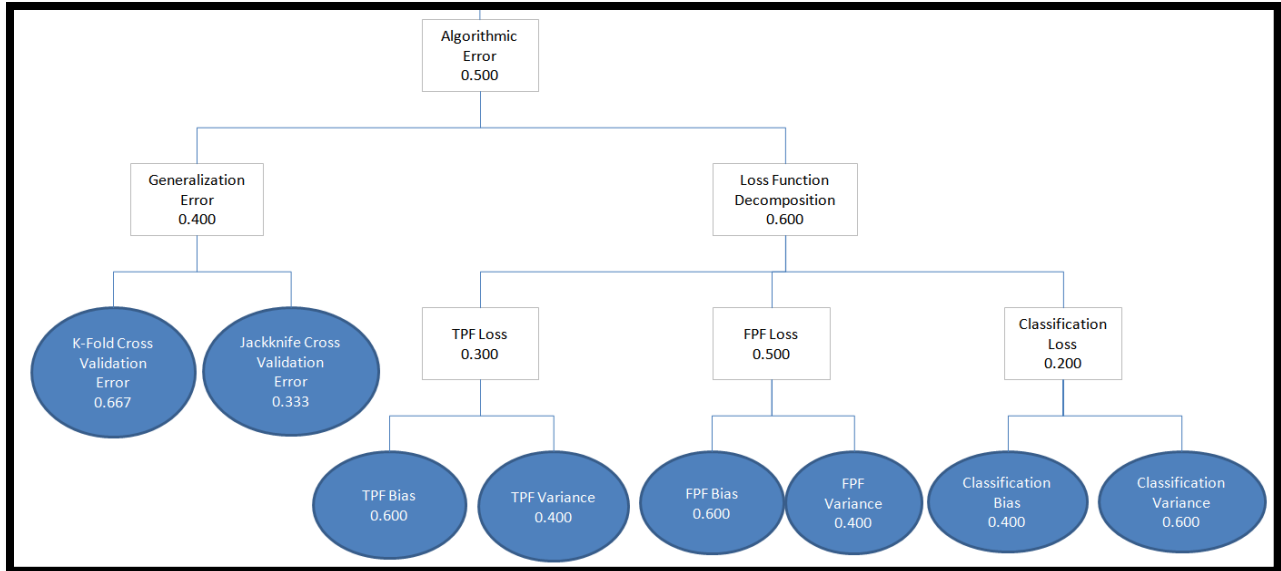 Algorithmic
Error
0.500
Generalization
Error
0.400
Loss Function
Decomposition
0.600
K-Fold Cross
Validation
Error
0.667
Jackknife Cross
Validation
Error
0.333
TPF Loss
0.300
FPF Loss
0.500
Classification
Loss
0.200
TPF Bias
0.600
TPF Variance
0.400
FPF Bias
0.600
FPF
Variance
0.400
Classification
Bias
0.400
Classification
Variance
0.600